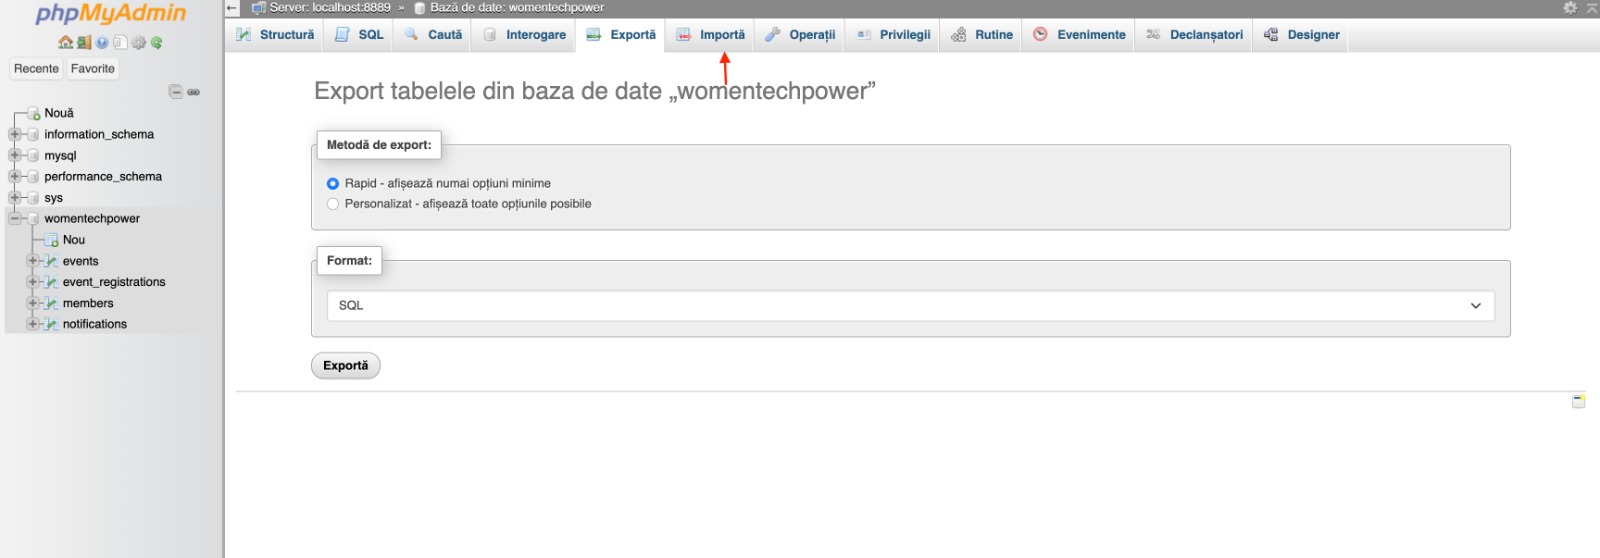 phpMyAdmin
Recente Favorite
Nouă
information_schema
mysql
performance_schema
sys
womentechpower
Nou
events
event_registrations
members
notifications
Server: localhost:8889 » Bază de date: womentechpower
Structură SQL Caută Interogare Exportă Importă Operații Privilegii Rutine Evenimente Declanșatori Designer
Export tabelele din baza de date „womentechpower”
Metodă de export:
Rapid - afișează numai opțiuni minime
Personalizat - afișează toate opțiunile posibile
Format:
SQL
Exportă